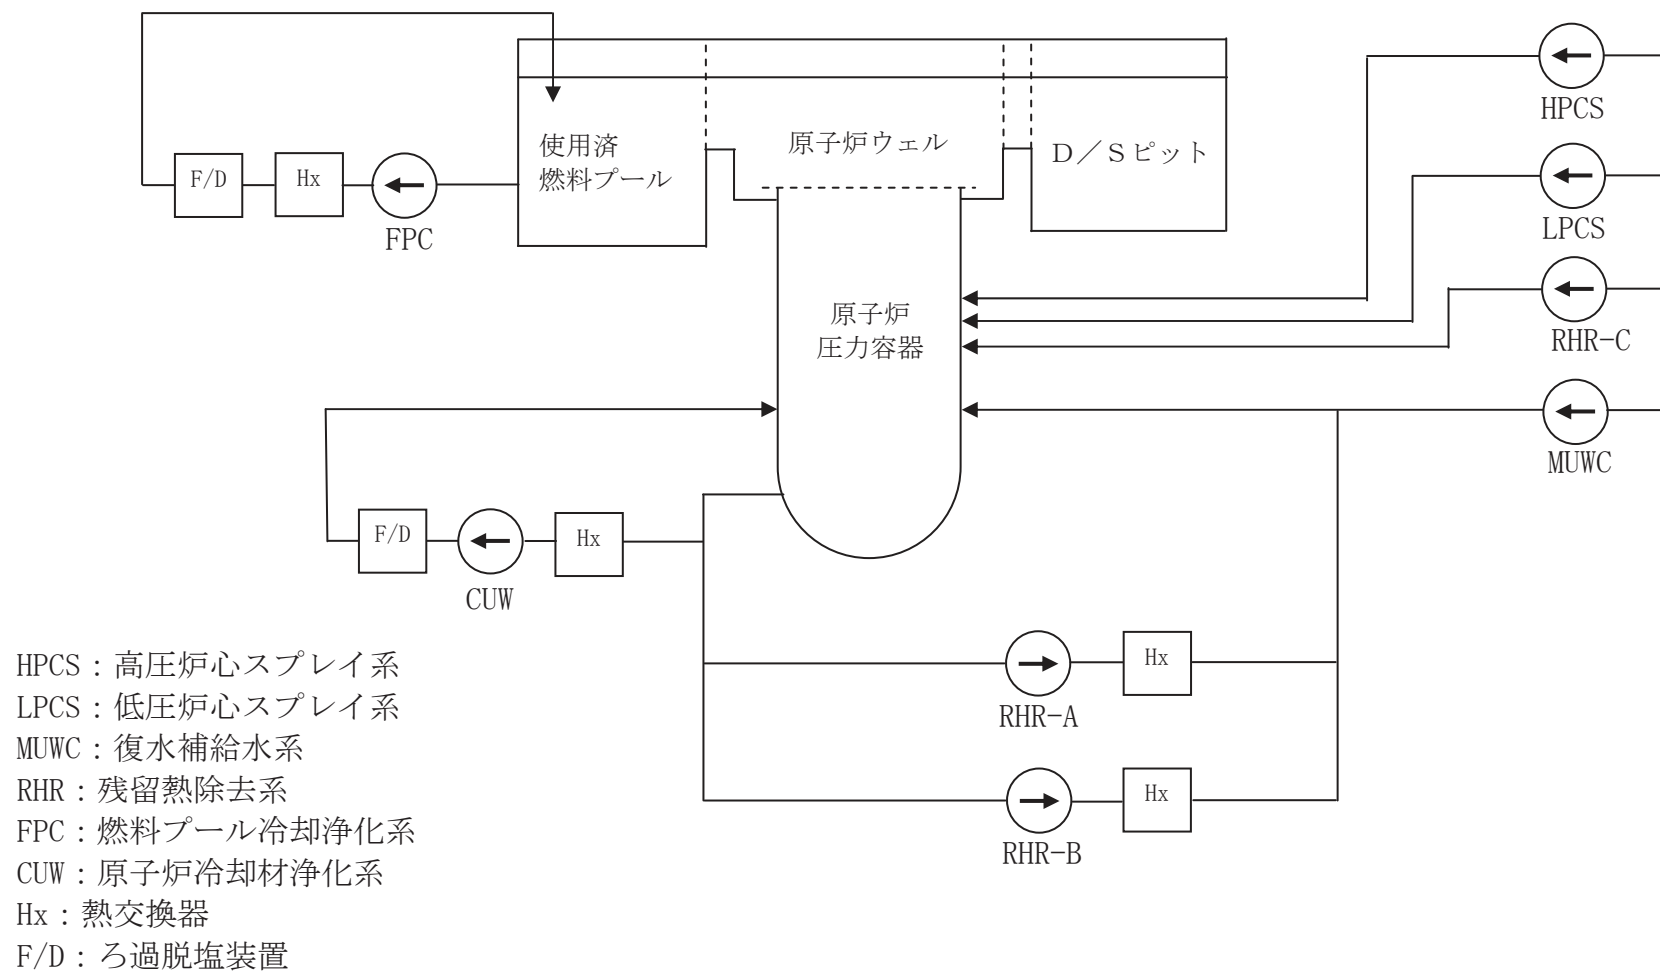 HPCS
使用済
燃料プール
原子炉ウェル
D/Sピット
F/D
Hx
FPC
LPCS
原子炉
圧力容器
RHR-C
MUWC
F/D
Hx
CUW
Hx
RHR-A
Hx
RHR-B
HPCS:高圧炉心スプレイ系
LPCS:低圧炉心スプレイ系
MUWC:復水補給水系
RHR:残留熱除去系
FPC:燃料プール冷却浄化系
CUW:原子炉冷却材浄化系
Hx:熱交換器
F/D:ろ過脱塩装置